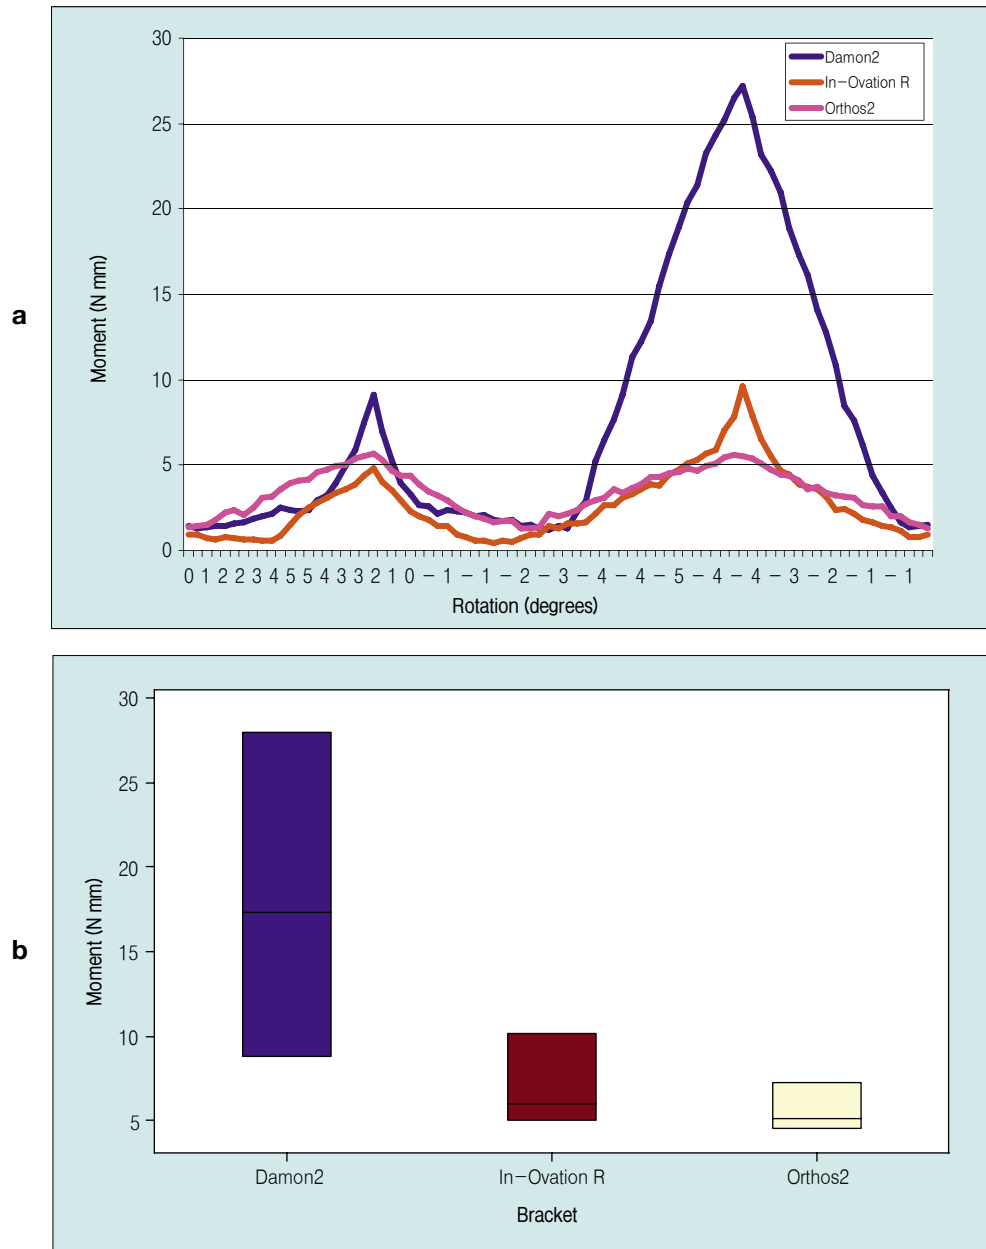 a
30
25
20
15
10
5
0
Moment (N mm)
Damon2
In-Ovation R
Orthos2
0 1 2 2 3 4 5 5 4 3 3 2 1 0 - 1 - 1 - 1 - 2 - 3 - 4 - 4 - 5 - 4 - 4 - 3 - 2 - 1 - 1
Rotation (degrees)
b
30
25
20
15
10
5
Moment (N mm)
Damon2 In-Ovation R Orthos2
Bracket